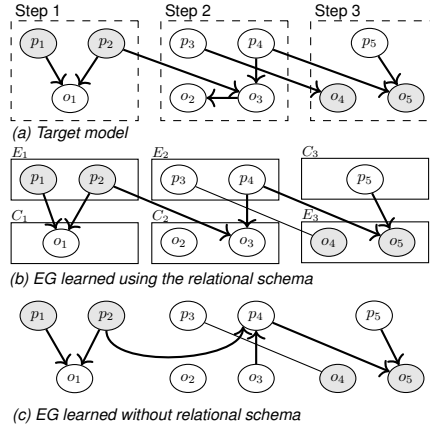 Step 1 Step 2 Step 3
p1 p2 p3 p4 p5
o1 o2 o3 o4 o5
(a) Target model
E1 E2 C3
p1 p2 p3 p4 p5
C1 C2 E3
o1 o2 o3 o4 o5
(b) EG learned using the relational schema
p1 p2 p3 p4 p5
o1 o2 o3 o4 o5
(c) EG learned without relational schema